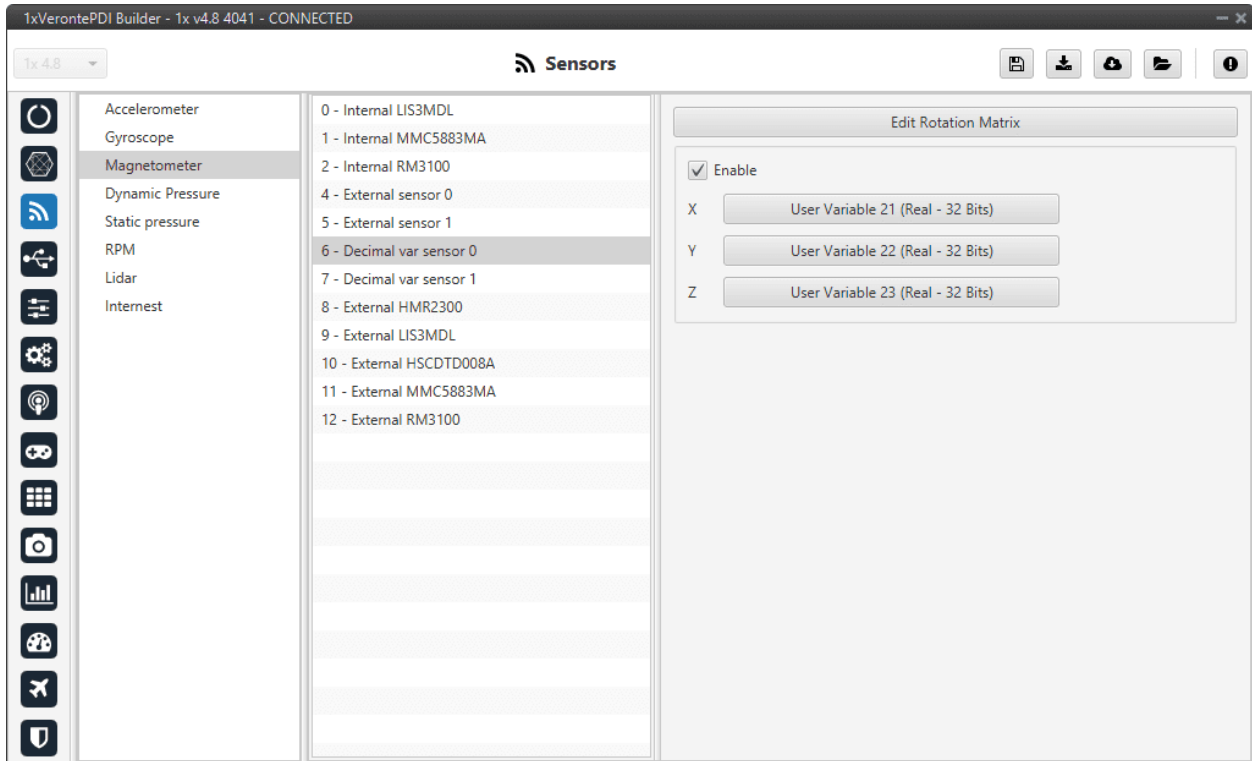 1xVerontePDI Builder - 1x v4.8 4041 - CONNECTED
1x 4.8
Sensors
Accelerometer
Gyroscope
Magnetometer
Dynamic Pressure
Static pressure
RPM
Lidar
Internest
0 - Internal LIS3MDL
1 - Internal MMC5883MA
2 - Internal RM3100
4 - External sensor 0
5 - External sensor 1
6 - Decimal var sensor 0
7 - Decimal var sensor 1
8 - External HMR2300
9 - External LIS3MDL
10 - External HSCDTD008A
11 - External MMC5883MA
12 - External RM3100
Edit Rotation Matrix
Enable
X User Variable 21 (Real - 32 Bits)
Y User Variable 22 (Real - 32 Bits)
Z User Variable 23 (Real - 32 Bits)